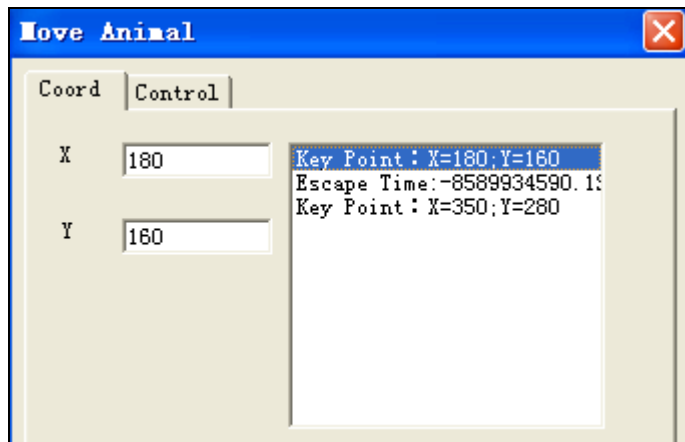 Move Animal
Coord
Control
X
180
Y
160
Key Point：X=180;Y=160
Escape Time:-8589934590.1
Key Point：X=350;Y=280